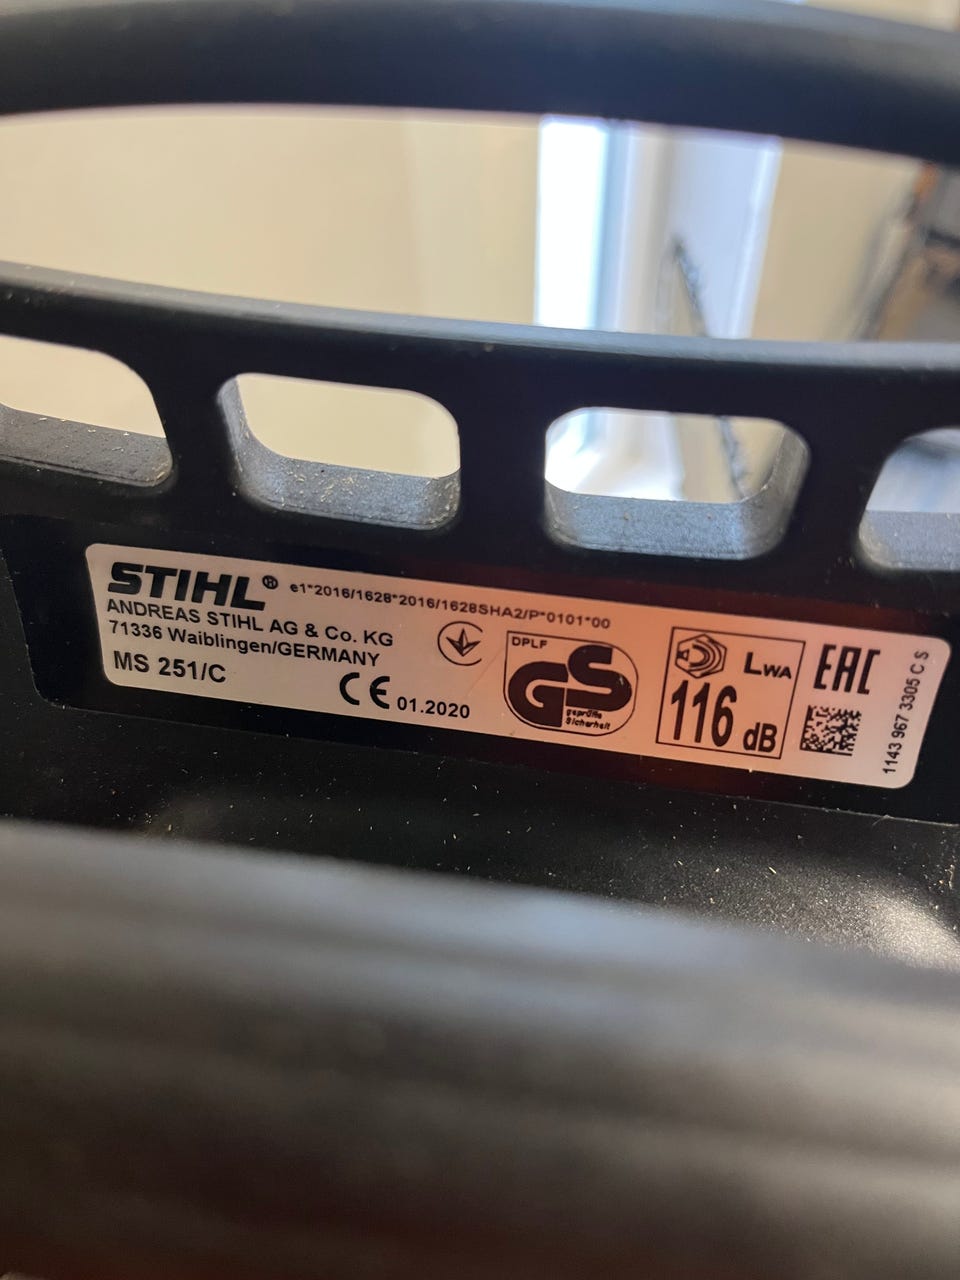 STIHL® e1*2016/1628*2016/1628SHA2/P*0101*00
ANDREAS STIHL AG & Co. KG
71336 Waiblingen/GERMANY
MS 251/C
CE 01.2020
DPLF
GS
geprüfte
Sicherheit
LWA
116 dB
EAC
1143 967 3305 C S